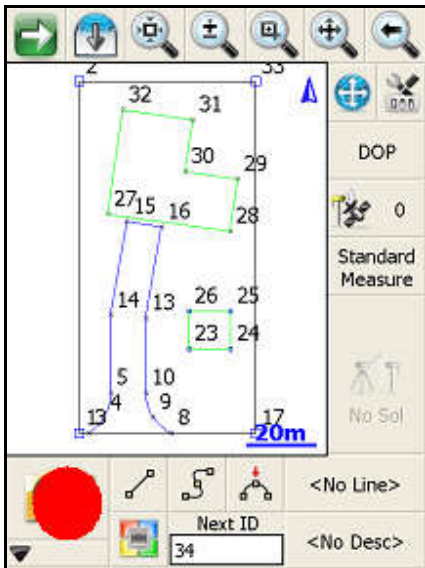 2 33
32 31
30 29
27 15 16 28
14 13 26 25
23 24
5 10
4 9
1 3 8 17
20m
DOP
0
Standard
Measure
No Sol
<No Line>
Next ID
34
<No Desc>